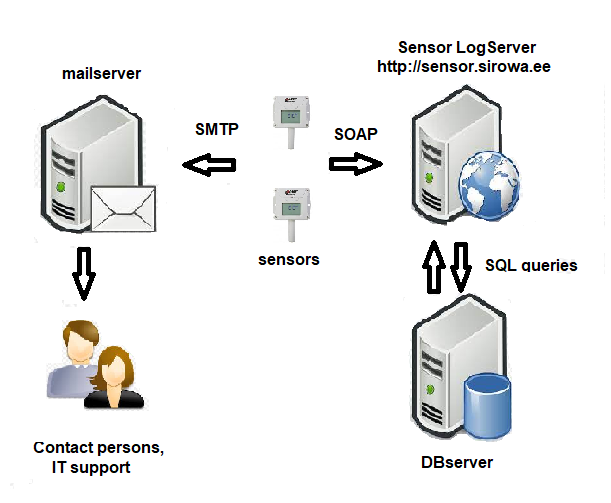 Sensor LogServer
http://sensor.sirowa.ee
mailserver
SMTP
SOAP
sensors
SQL queries
Contact persons,
IT support
DBserver